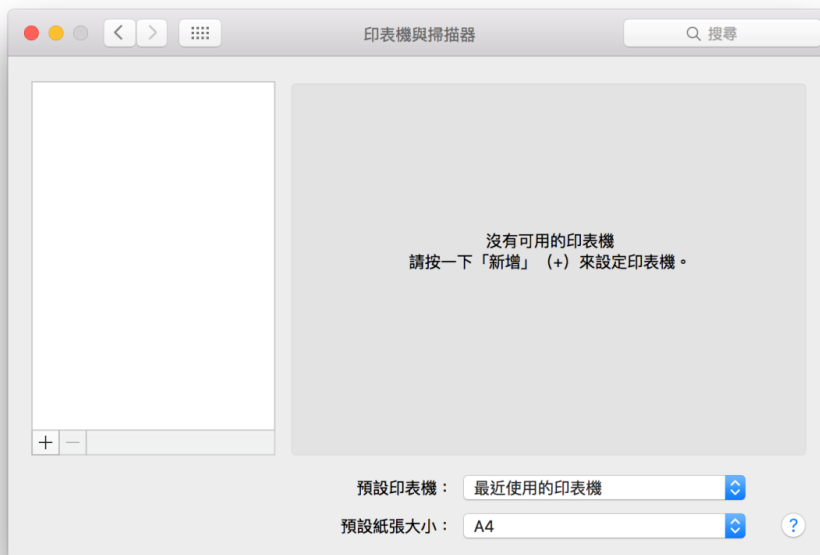 印表機與掃描器
搜尋
沒有可用的印表機
請按一下「新增」（+）來設定印表機。
+
—
預設印表機：
最近使用的印表機
預設紙張大小：
A4
?